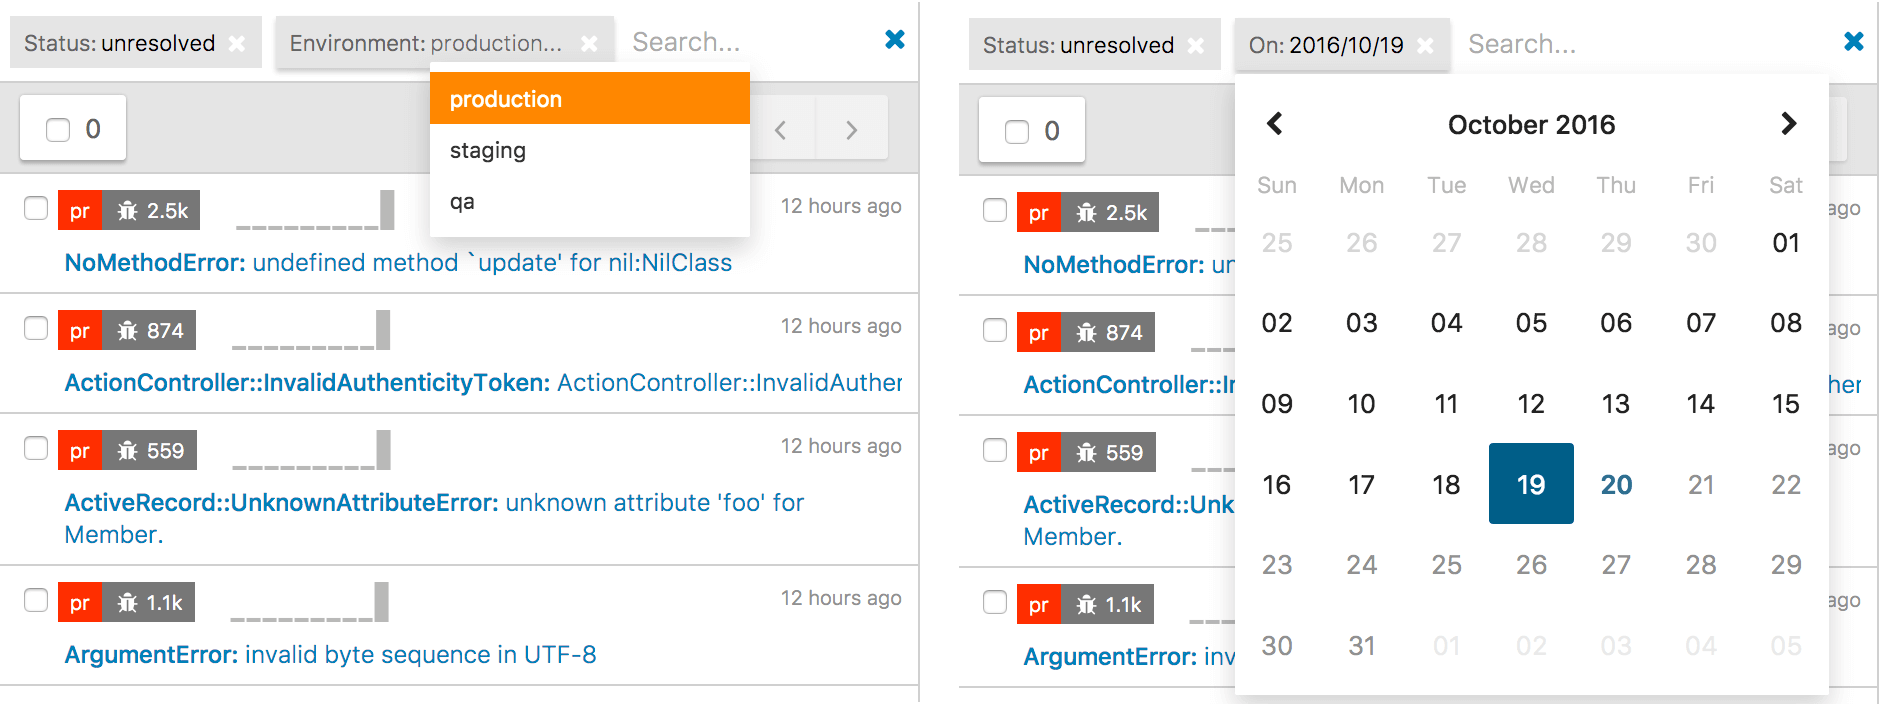 Status: unresolved Environment: production... Search...
production
staging
qa
0
pr 2.5k 12 hours ago
NoMethodError: undefined method `update' for nil:NilClass
pr 874 12 hours ago
ActionController::InvalidAuthenticityToken: ActionController::InvalidAuther
pr 559 12 hours ago
ActiveRecord::UnknownAttributeError: unknown attribute 'foo' for
Member.
pr 1.1k 12 hours ago
ArgumentError: invalid byte sequence in UTF-8
Status: unresolved On: 2016/10/19 Search...
0
October 2016
Sun Mon Tue Wed Thu Fri Sat
25 26 27 28 29 30 01
02 03 04 05 06 07 08
09 10 11 12 13 14 15
16 17 18 19 20 21 22
23 24 25 26 27 28 29
30 31 01 02 03 04 05
pr 2.5k ago
NoMethodError: un
pr 874 ago
ActionController::In her
pr 559 ago
ActiveRecord::Unk
Member.
pr 1.1k ago
ArgumentError: inv